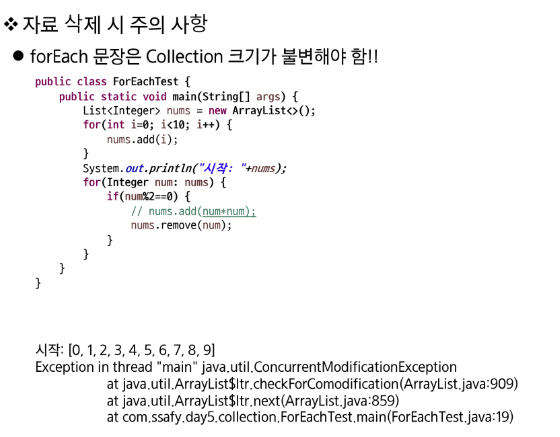 ❖ 자료 삭제 시 주의 사항
● forEach 문장은 Collection 크기가 불변해야 함!!
public class ForEachTest {
    public static void main(String[] args) {
        List<Integer> nums = new ArrayList<>();
        for(int i=0; i<10; i++) {
            nums.add(i);
        }
        System.out.println("시작: "+nums);
        for(Integer num: nums) {
            if(num%2==0) {
                // nums.add(num*num);
                nums.remove(num);
            }
        }
    }
}
시작: [0, 1, 2, 3, 4, 5, 6, 7, 8, 9]
Exception in thread "main" java.util.ConcurrentModificationException
        at java.util.ArrayList$Itr.checkForComodification(ArrayList.java:909)
        at java.util.ArrayList$Itr.next(ArrayList.java:859)
        at com.ssafy.day5.collection.ForEachTest.main(ForEachTest.java:19)